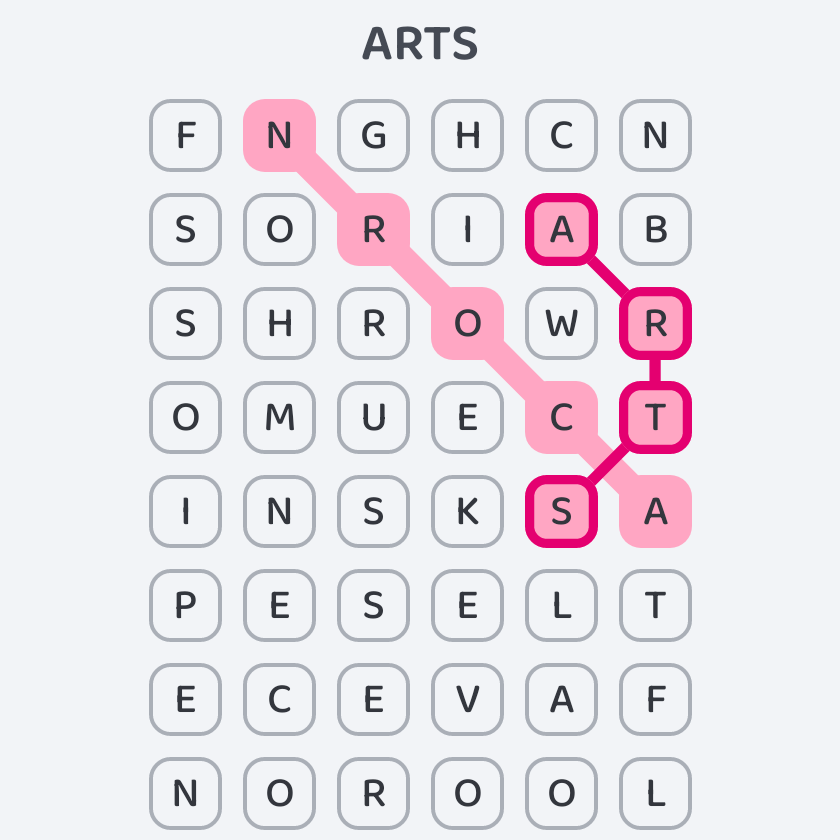 ARTS
F N G H C N
S O R I A B
S H R O W R
O M U E C T
I N S K S A
P E S E L T
E C E V A F
N O R O O L